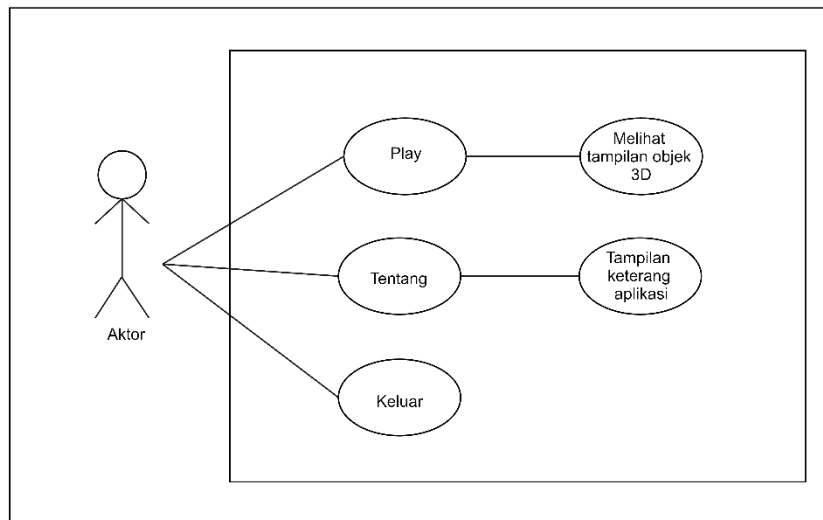 Play
Melihat
tampilan objek
3D
Tentang
Tampilan
keterang
aplikasi
Aktor
Keluar